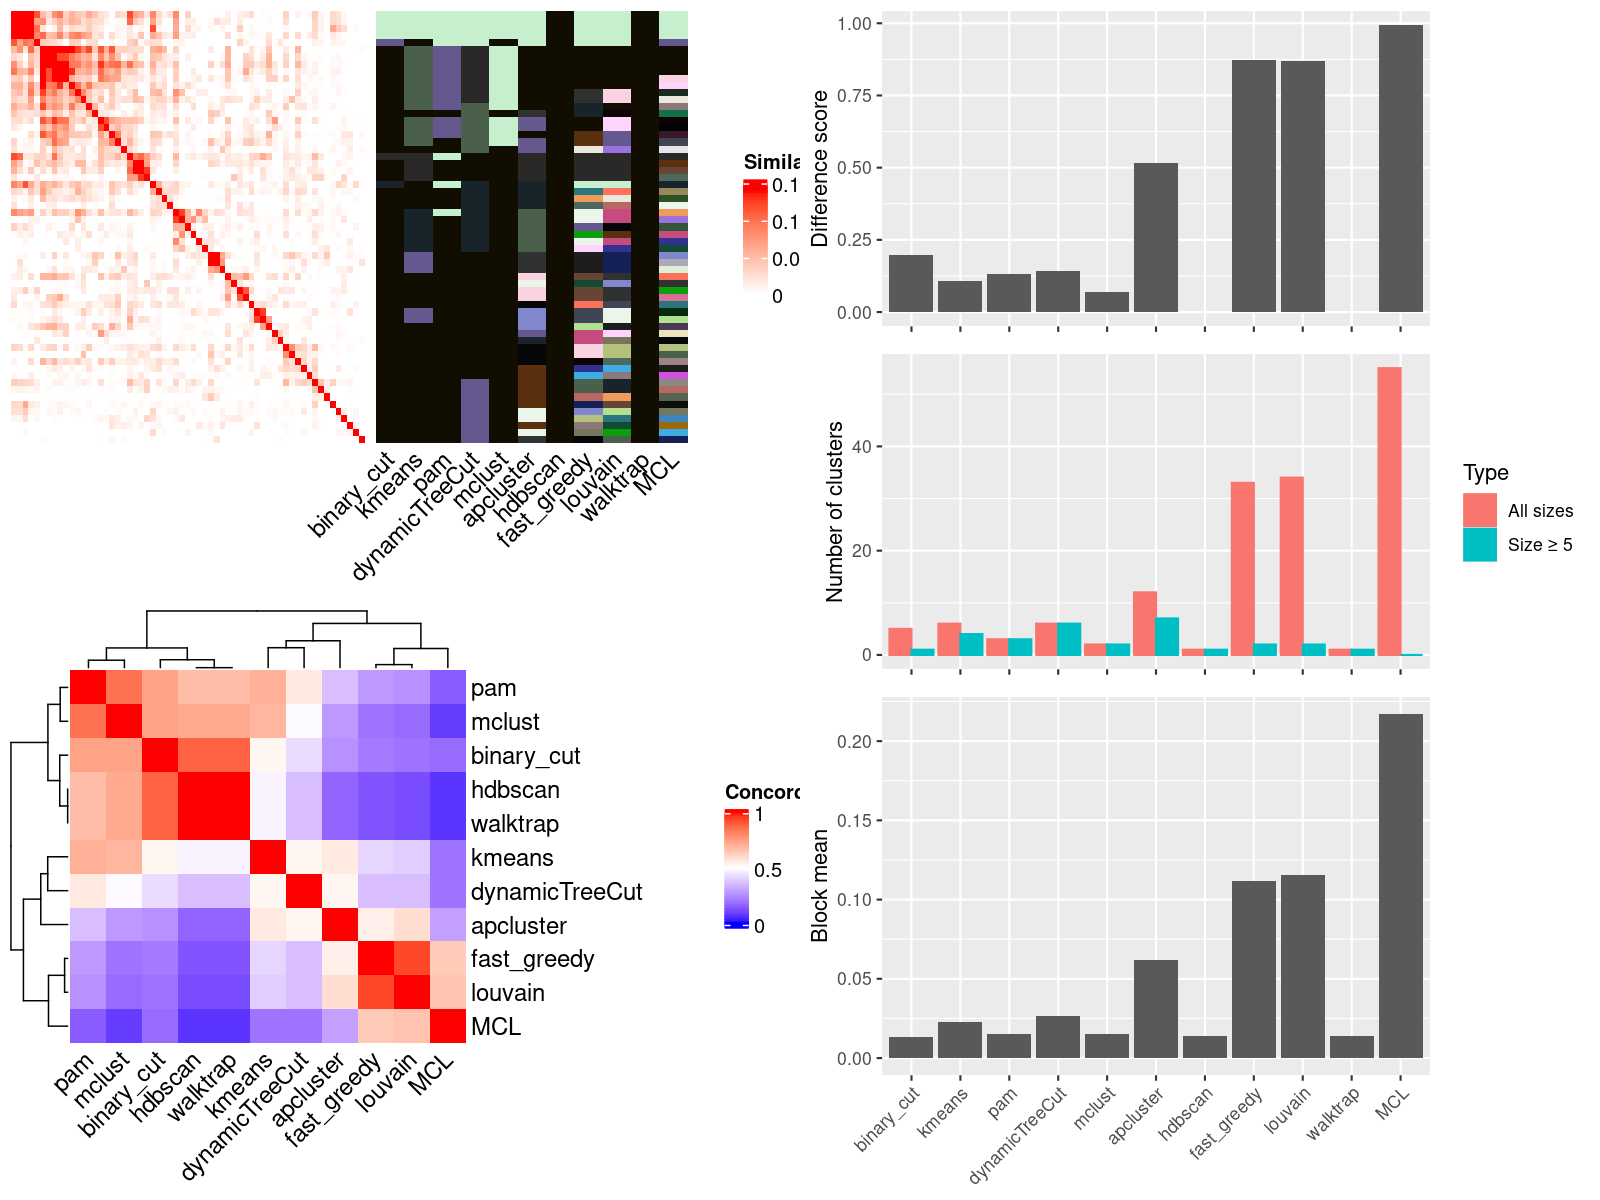 Simila
0.1
0.1
0.0
0
binary_cut
kmeans
pam
dynamicTreeCut
mclust
apcluster
hdbscan
fast_greedy
louvain
walktrap
MCL
pam
mclust
binary_cut
hdbscan
walktrap
kmeans
dynamicTreeCut
apcluster
fast_greedy
louvain
MCL
pam
mclust
binary_cut
hdbscan
walktrap
kmeans
dynamicTreeCut
apcluster
fast_greedy
louvain
MCL
Concord
1
0.5
0
Difference score
1.00
0.75
0.50
0.25
0.00
Number of clusters
40
20
0
Type
All sizes
Size ≥ 5
Block mean
0.20
0.15
0.10
0.05
0.00
binary_cut
kmeans
pam
dynamicTreeCut
mclust
apcluster
hdbscan
fast_greedy
louvain
walktrap
MCL